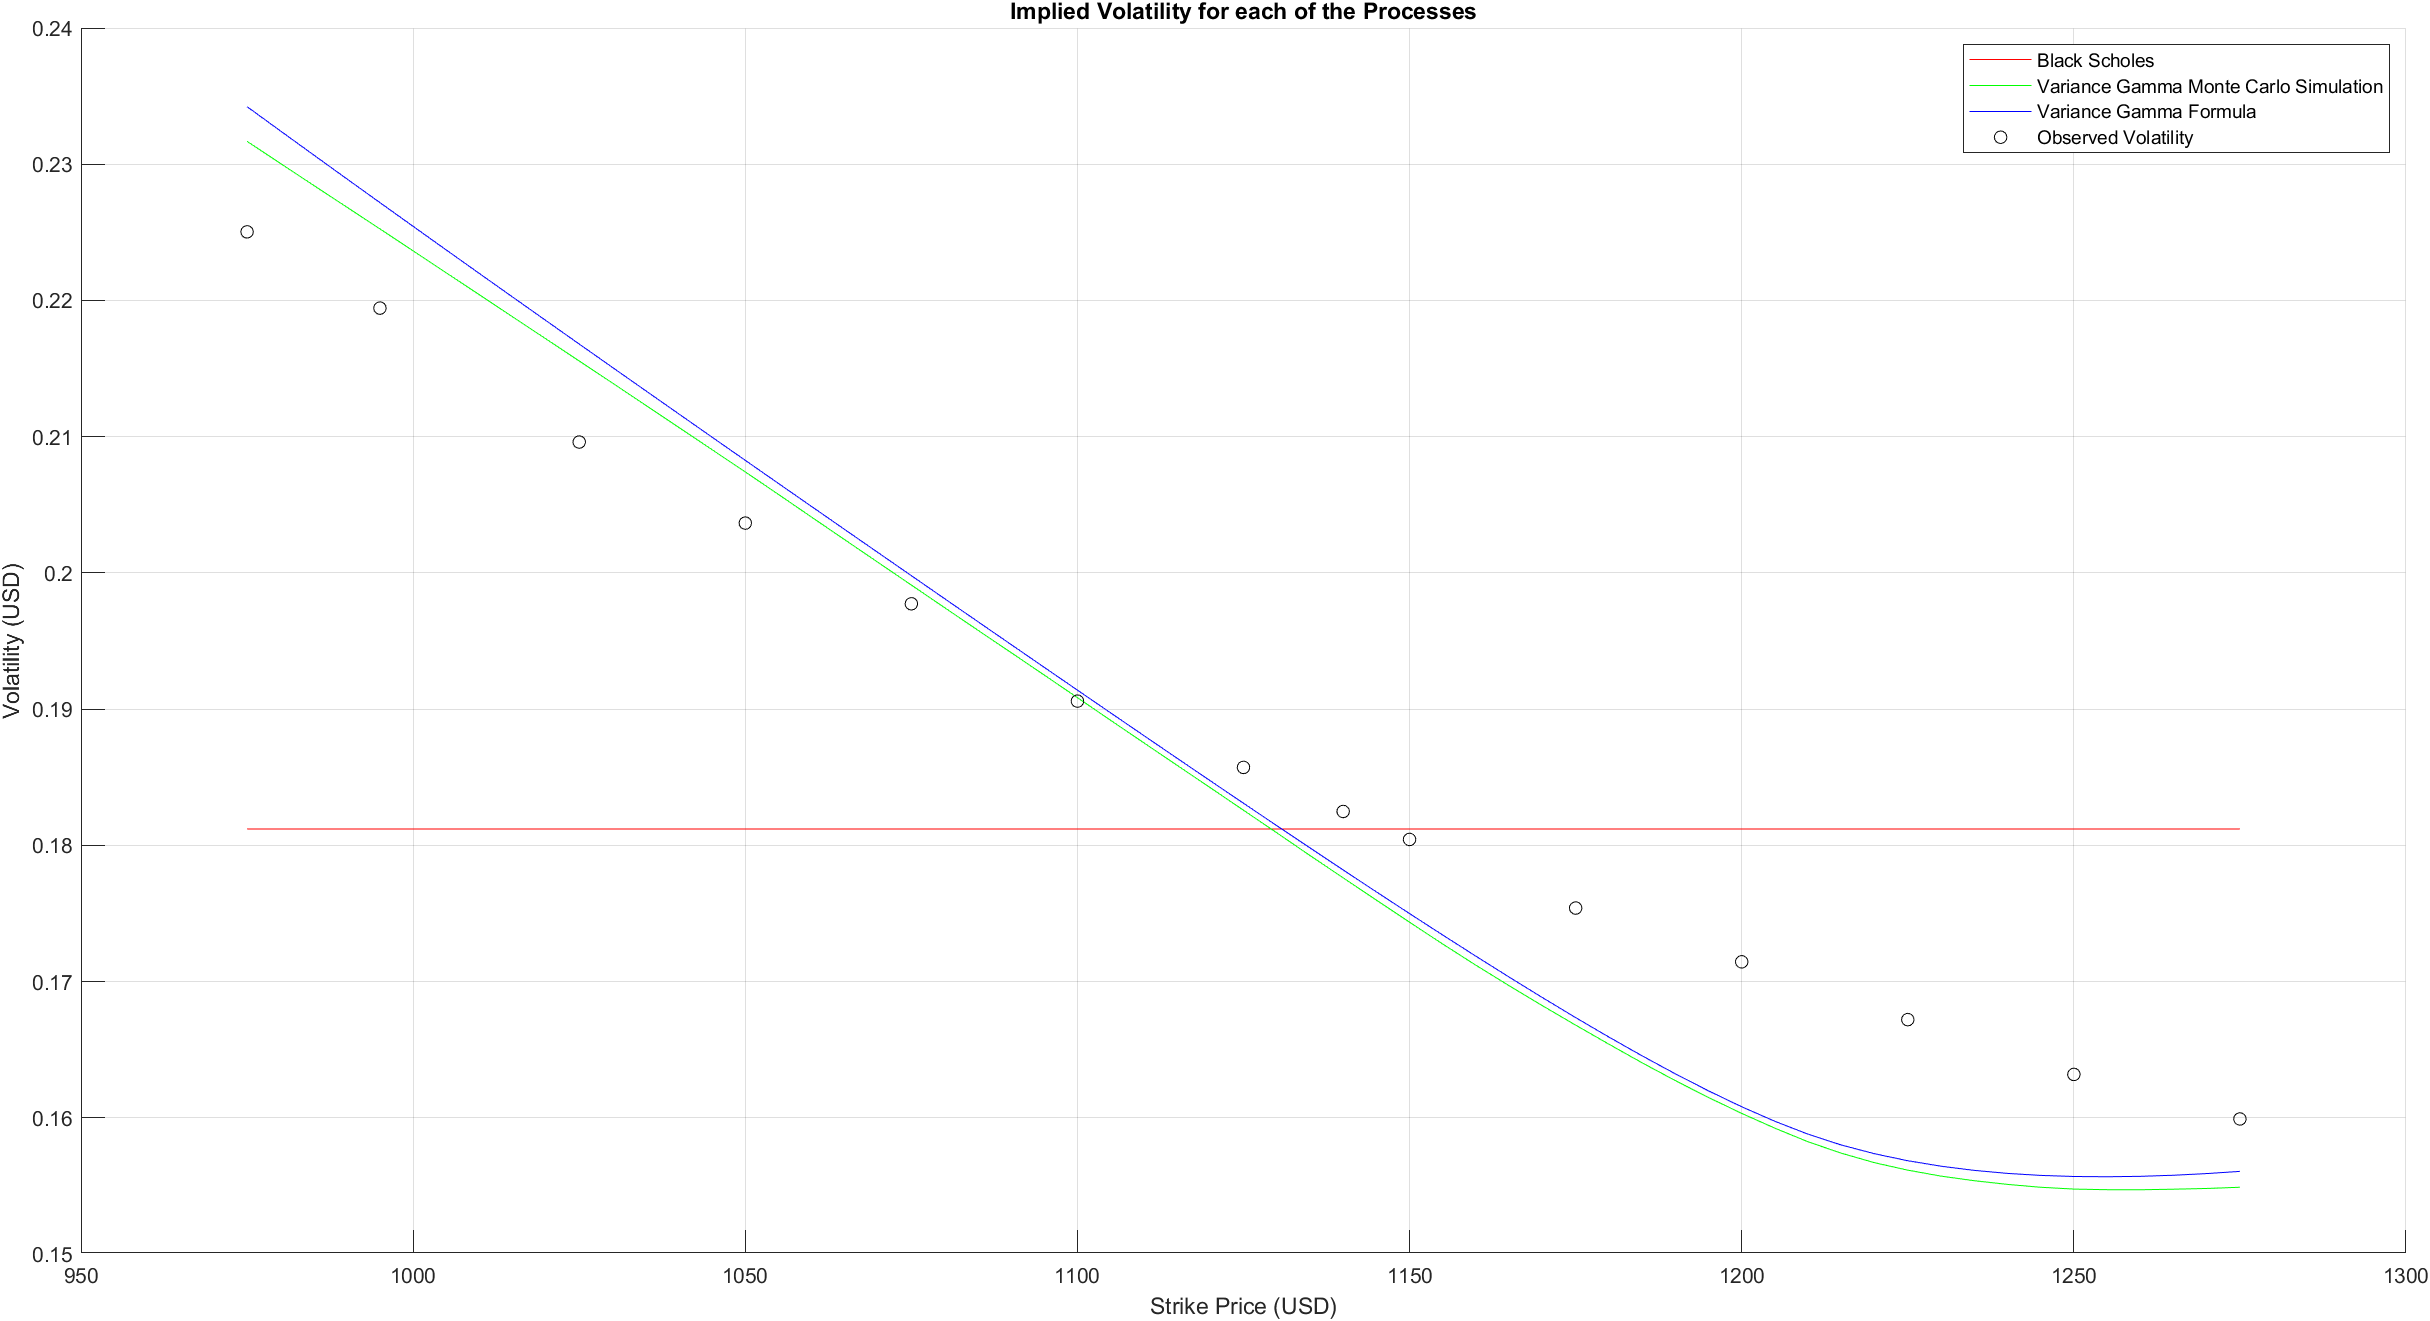 Implied Volatility for each of the Processes
Black Scholes
Variance Gamma Monte Carlo Simulation
Variance Gamma Formula
Observed Volatility
0.24
0.23
0.22
0.21
0.2
0.19
0.18
0.17
0.16
0.15
Volatility (USD)
950 1000 1050 1100 1150 1200 1250 1300
Strike Price (USD)